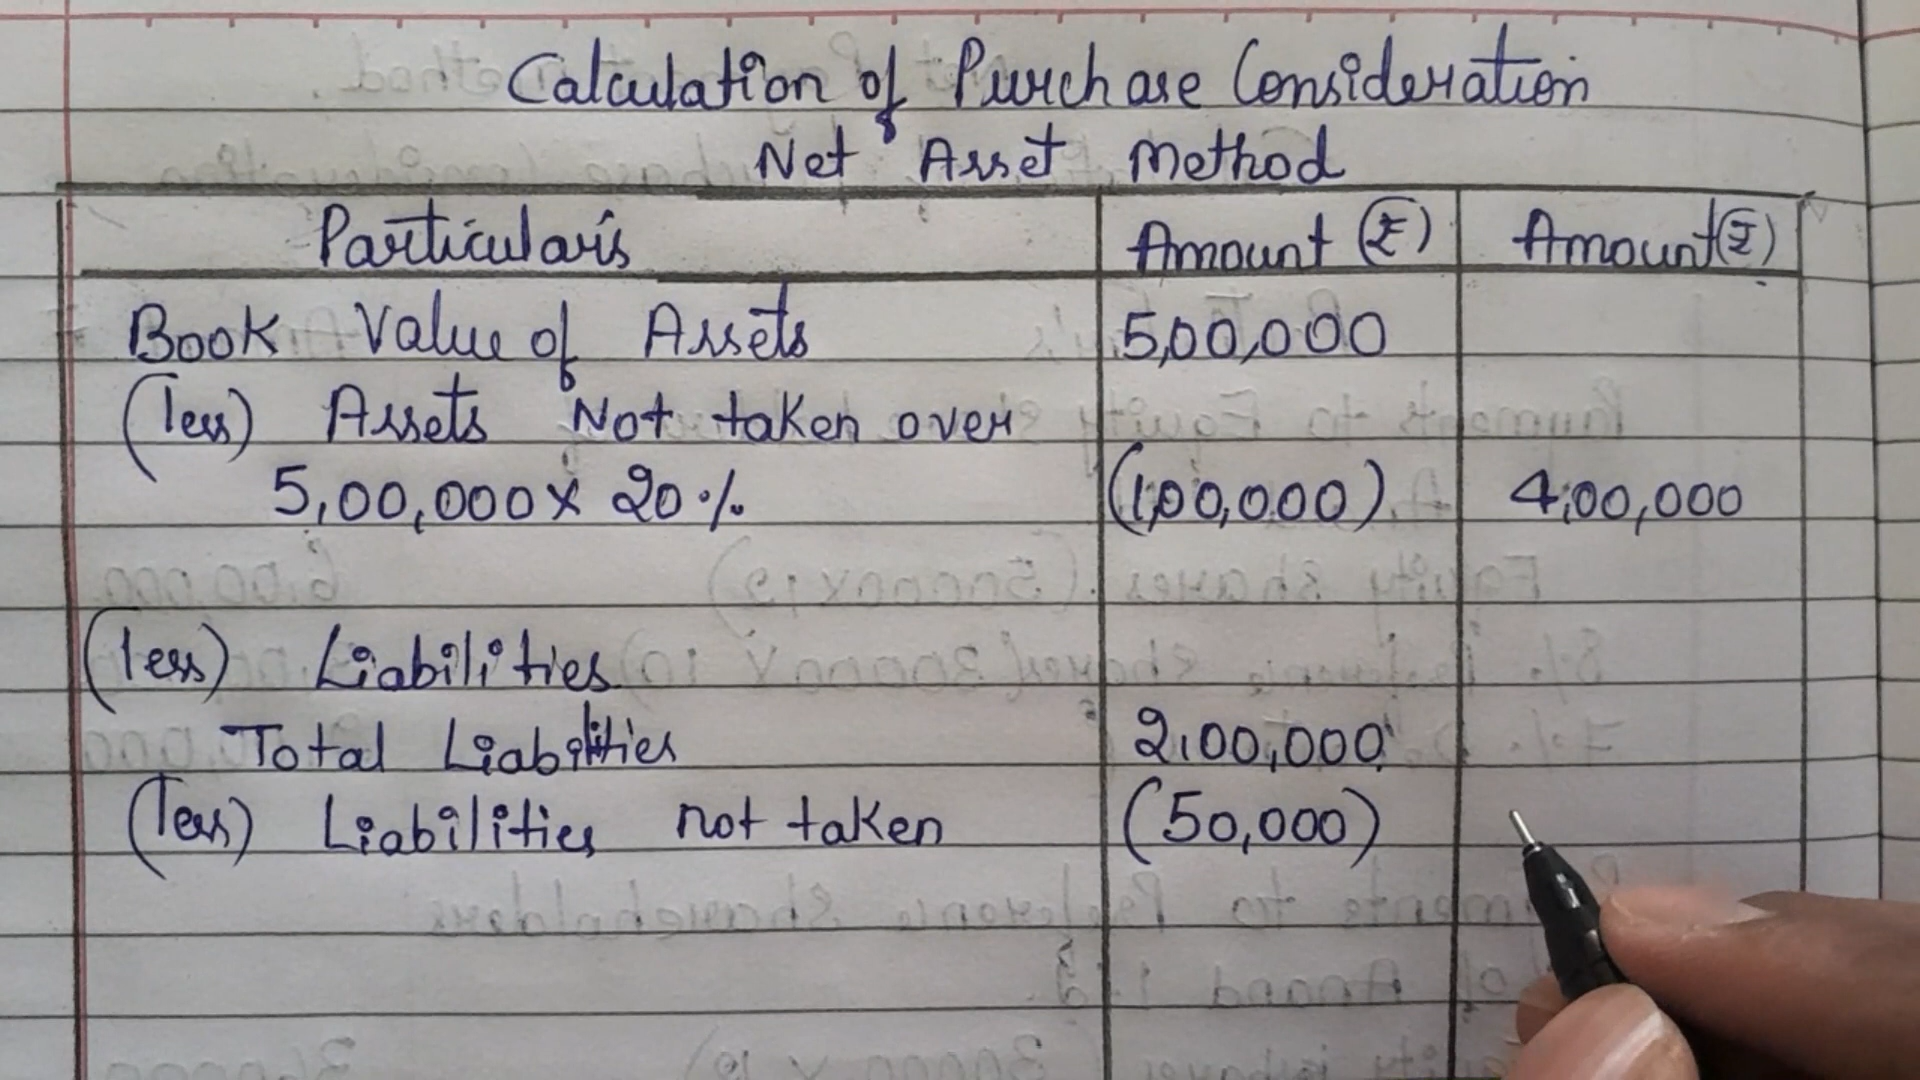 Calculation of Purchase Consideration
Net Asset Method
Particulars Amount (₹) Amount (₹)
Book Value of Assets 5,00,000
(less) Assets Not taken over
5,00,000 x 20% (1,00,000) 4,00,000
(less) Liabilities
Total Liabilities 2,00,000
(less) Liabilities not taken (50,000)